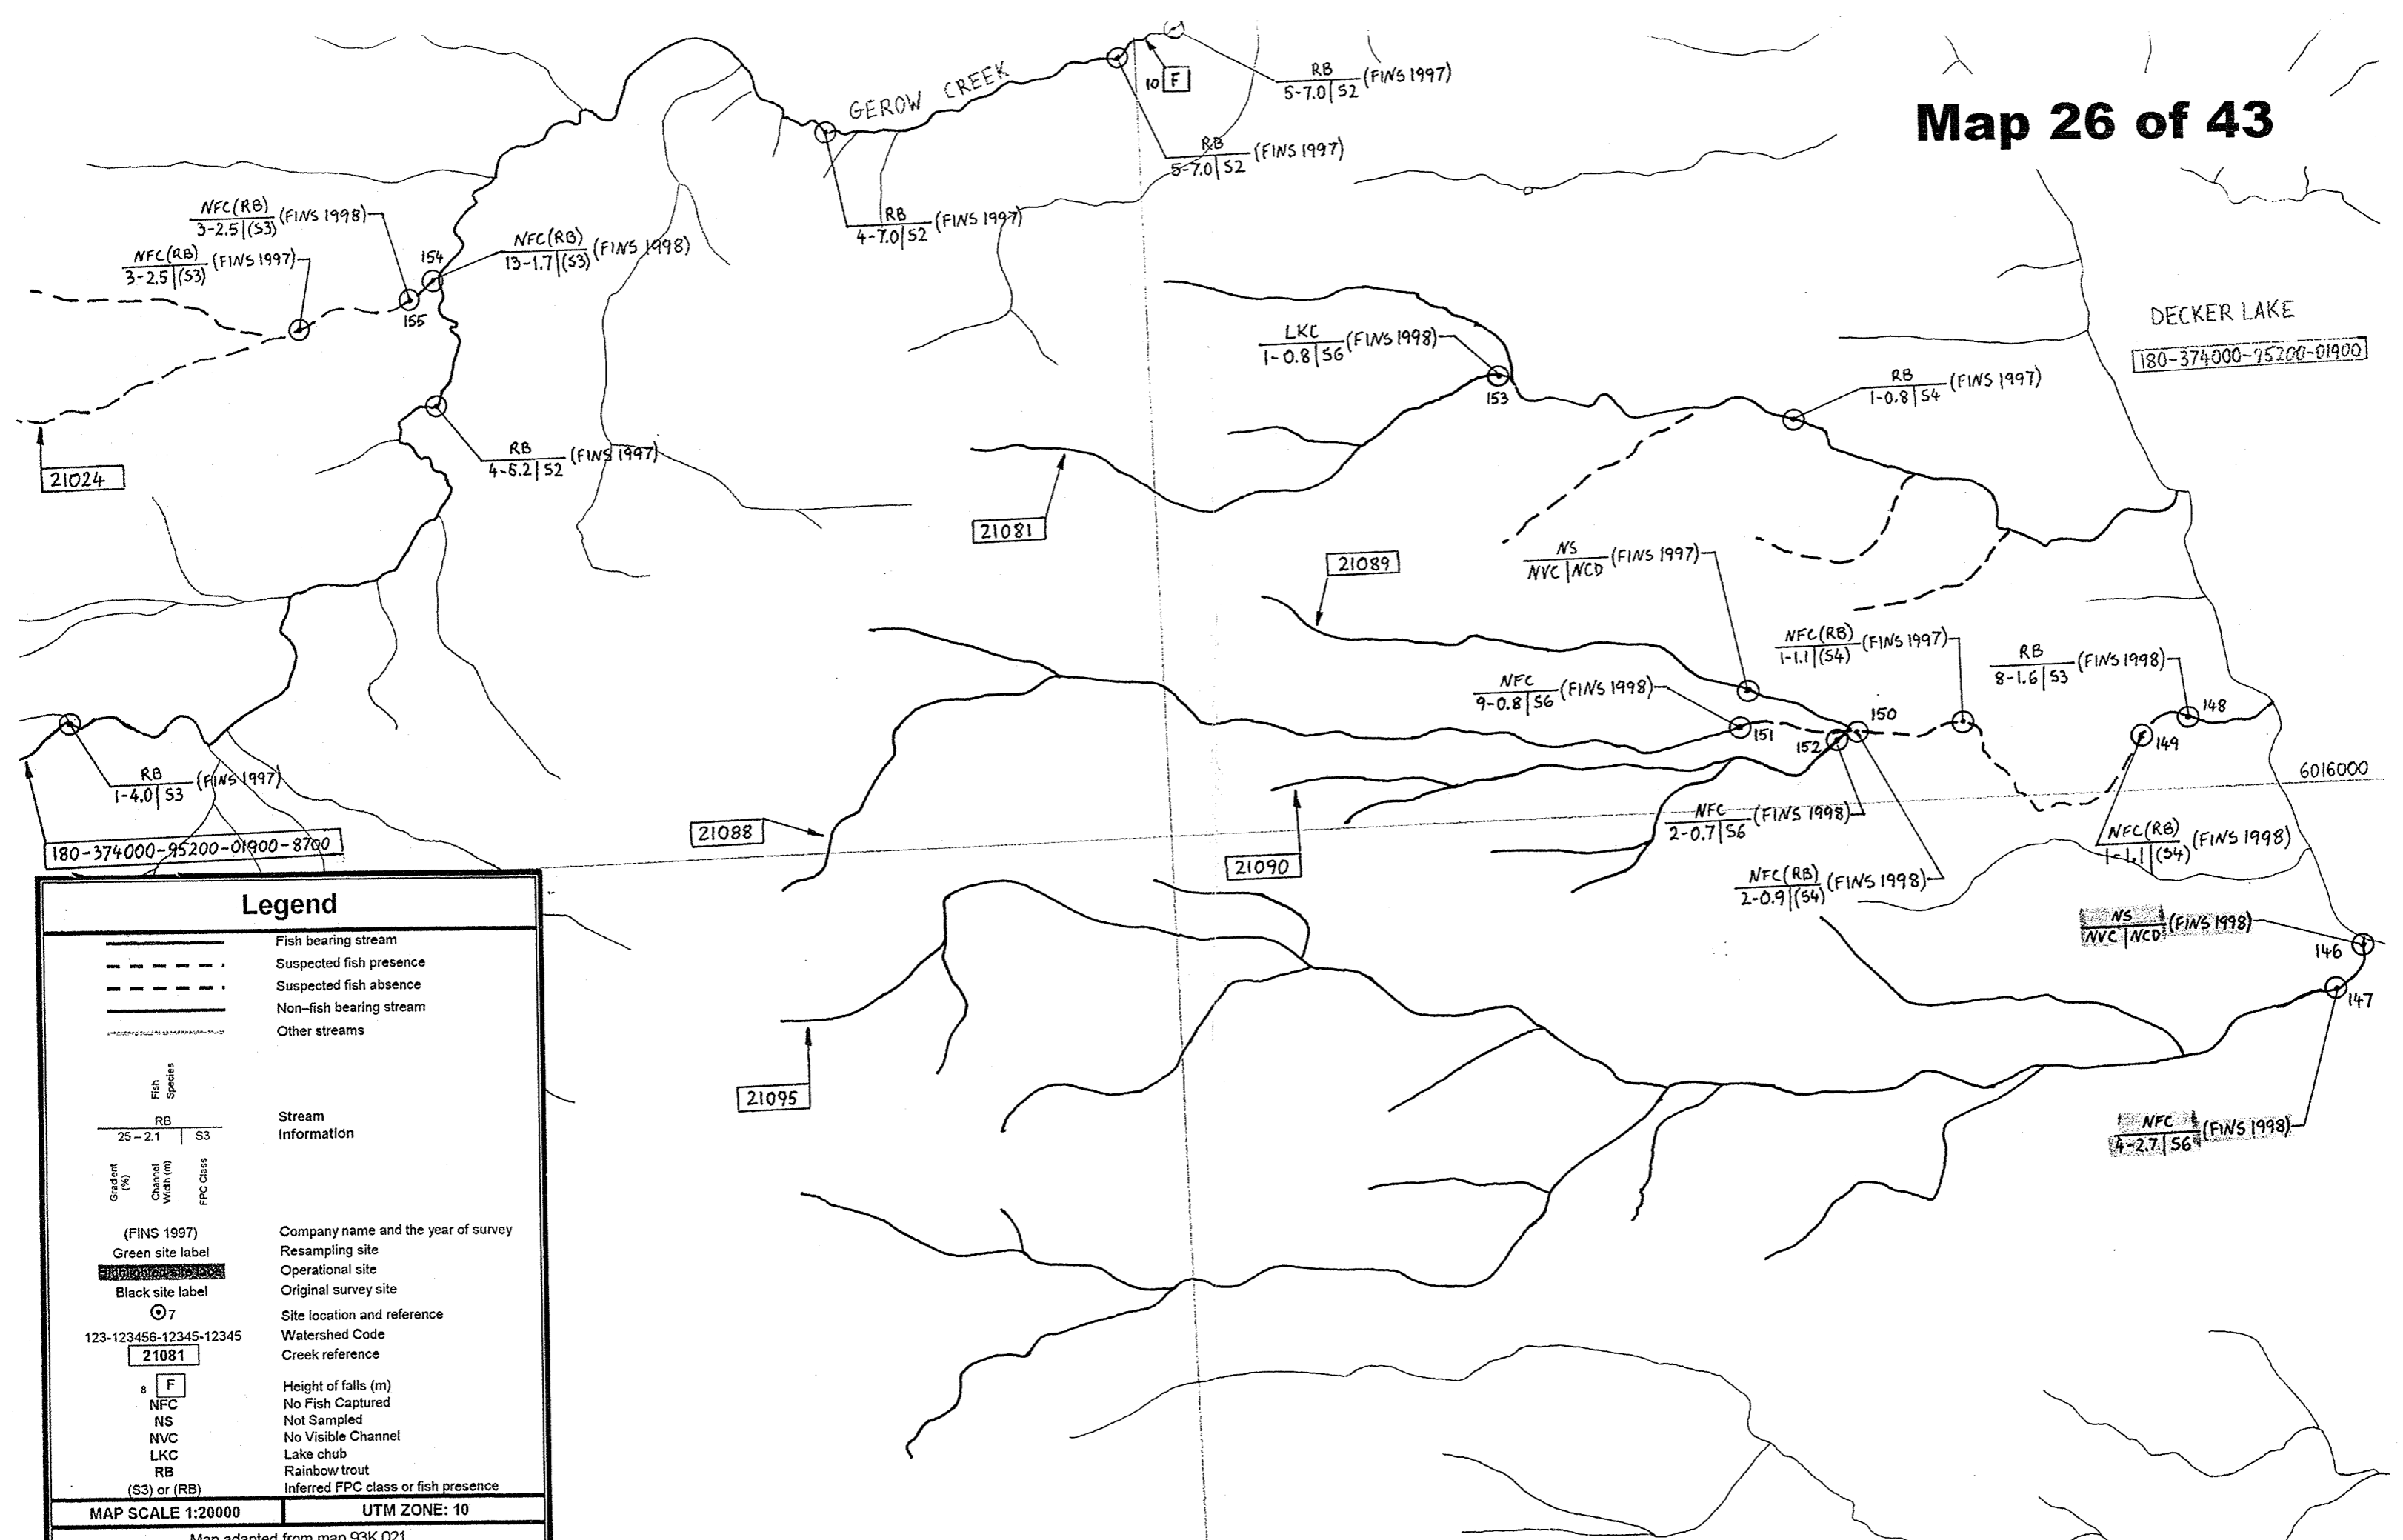 Map 26 of 43
GEROW CREEK
10 F
RB
5-7.0|S2 (FINS 1997)
RB
5-7.0|S2 (FINS 1997)
RB
4-7.0|S2 (FINS 1997)
NFC(RB)
3-2.5|(S3) (FINS 1998)
NFC(RB)
3-2.5|(S3) (FINS 1997)
154
155
NFC(RB)
13-1.7|(S3) (FINS 1998)
RB
(FINS 1997)
21024
DECKER LAKE
180-374000-95200-01900
LKC
1-0.8|S6 (FINS 1998)
153
RB
1-0.8|S4 (FINS 1997)
21081
21089
NS
NVC|NCD (FINS 1997)
NFC(RB)
1-1.1|(S4) (FINS 1997)
RB
8-1.6|S3 (FINS 1998)
NFC
9-0.8|S6 (FINS 1998)
150
151
152
148
149
6016000
RB
1-4.0|S3 (FINS 1997)
180-374000-95200-01900-8700
21088
21090
NFC
2-0.7|S6 (FINS 1998)
NFC(RB)
1-1.1|(S4) (FINS 1998)
NFC(RB)
2-0.9|(S4) (FINS 1998)
NS
NVC|NCD (FINS 1998)
146
147
21095
NFC
4-2.7|S6 (FINS 1998)
Legend
Fish bearing stream
Suspected fish presence
Suspected fish absence
Non-fish bearing stream
Other streams
Fish
Species
RB
25 – 2.1 | S3
Stream
Information
Gradent
(%)
Channel
Width (m)
FPC Class
(FINS 1997) Company name and the year of survey
Green site label Resampling site
Highlighted site label Operational site
Black site label Original survey site
7 Site location and reference
123-123456-12345-12345 Watershed Code
21081 Creek reference
8 F Height of falls (m)
NFC No Fish Captured
NS Not Sampled
NVC No Visible Channel
LKC Lake chub
RB Rainbow trout
(S3) or (RB) Inferred FPC class or fish presence
MAP SCALE 1:20000 UTM ZONE: 10
Map adapted from map 93K.021